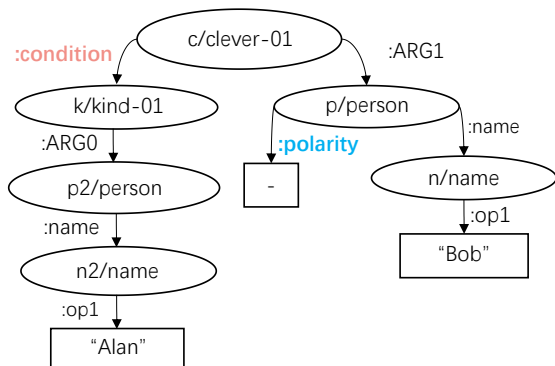 c/clever-01
:condition
:ARG1
k/kind-01
p/person
:ARG0
:polarity
:name
p2/person
-
n/name
:name
:op1
n2/name
“Bob”
:op1
“Alan”